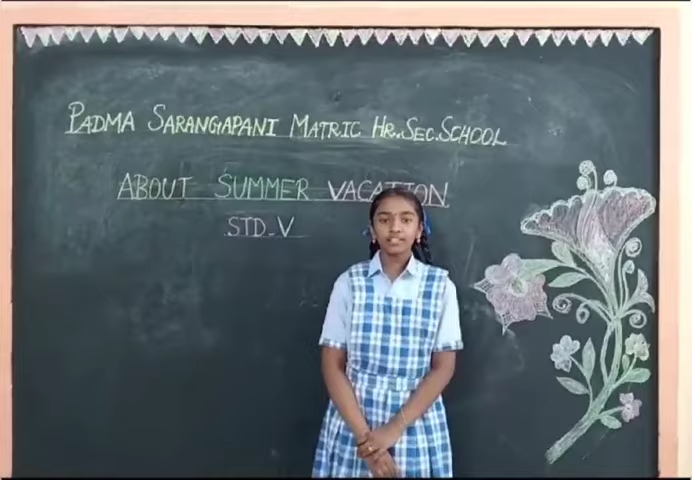 PADMA SARANGAPANI MATRIC HR.SEC.SCHOOL
ABOUT SUMMER VACATION
STD-V